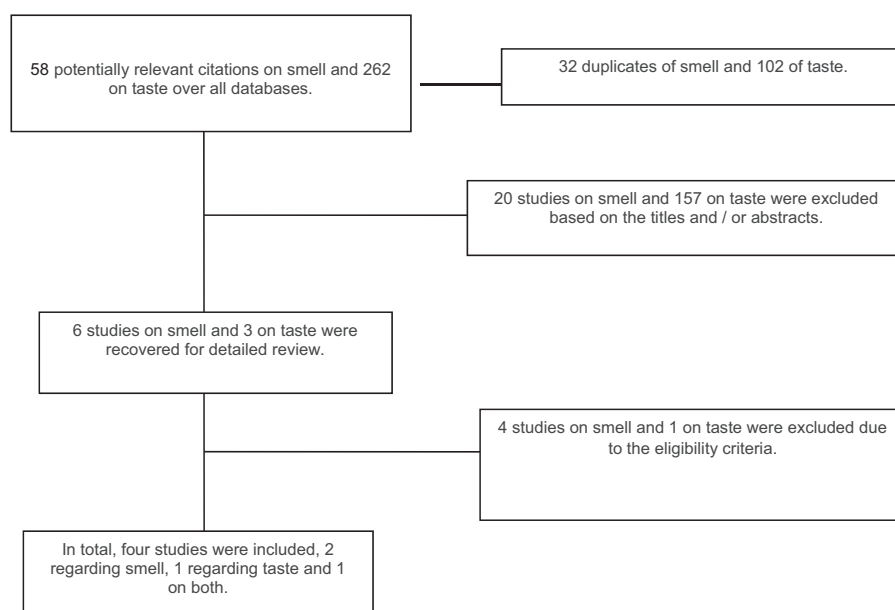 58 potentially relevant citations on smell and 262
on taste over all databases.
32 duplicates of smell and 102 of taste.
20 studies on smell and 157 on taste were excluded
based on the titles and / or abstracts.
6 studies on smell and 3 on taste were
recovered for detailed review.
4 studies on smell and 1 on taste were excluded due
to the eligibility criteria.
In total, four studies were included, 2
regarding smell, 1 regarding taste and 1
on both.